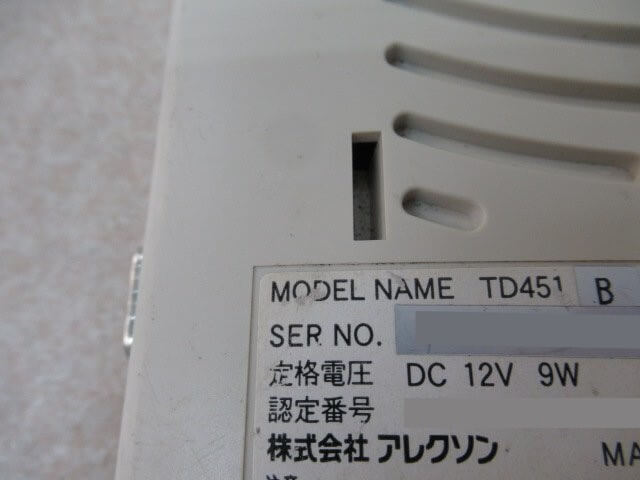 MODEL NAME TD451 B
SER NO.
定格電圧 DC 12V 9W
認定番号
株式会社 アレクソン MA